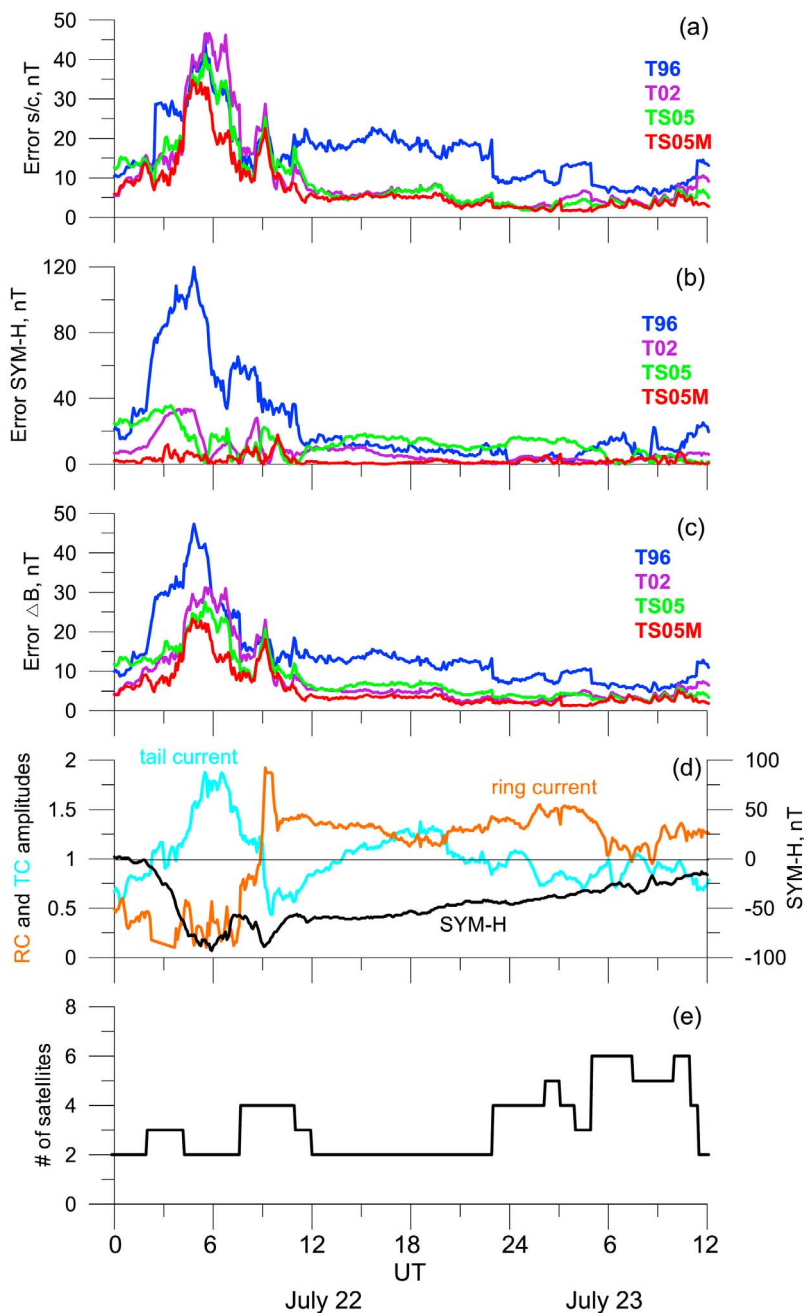 (a)
Error s/c, nT
50
40
30
20
10
0
T96
T02
TS05
TS05M
(b)
Error SYM-H, nT
120
80
40
0
T96
T02
TS05
TS05M
(c)
Error △B, nT
50
40
30
20
10
0
T96
T02
TS05
TS05M
(d)
RC and TC amplitudes
2
1.5
1
0.5
0
tail current
ring current
SYM-H
100
50
0
-50
-100
SYM-H, nT
(e)
# of satellites
8
6
4
2
0
0 6 12 18 24 6 12
UT
July 22 July 23